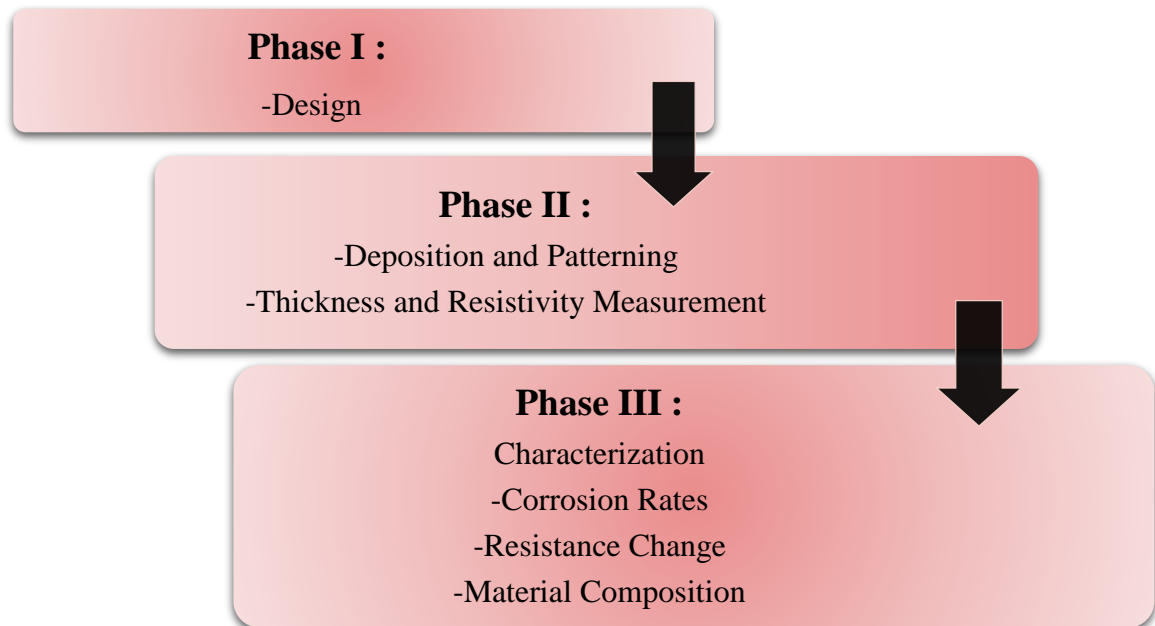 Phase I :
-Design
Phase II :
-Deposition and Patterning
-Thickness and Resistivity Measurement
Phase III :
Characterization
-Corrosion Rates
-Resistance Change
-Material Composition